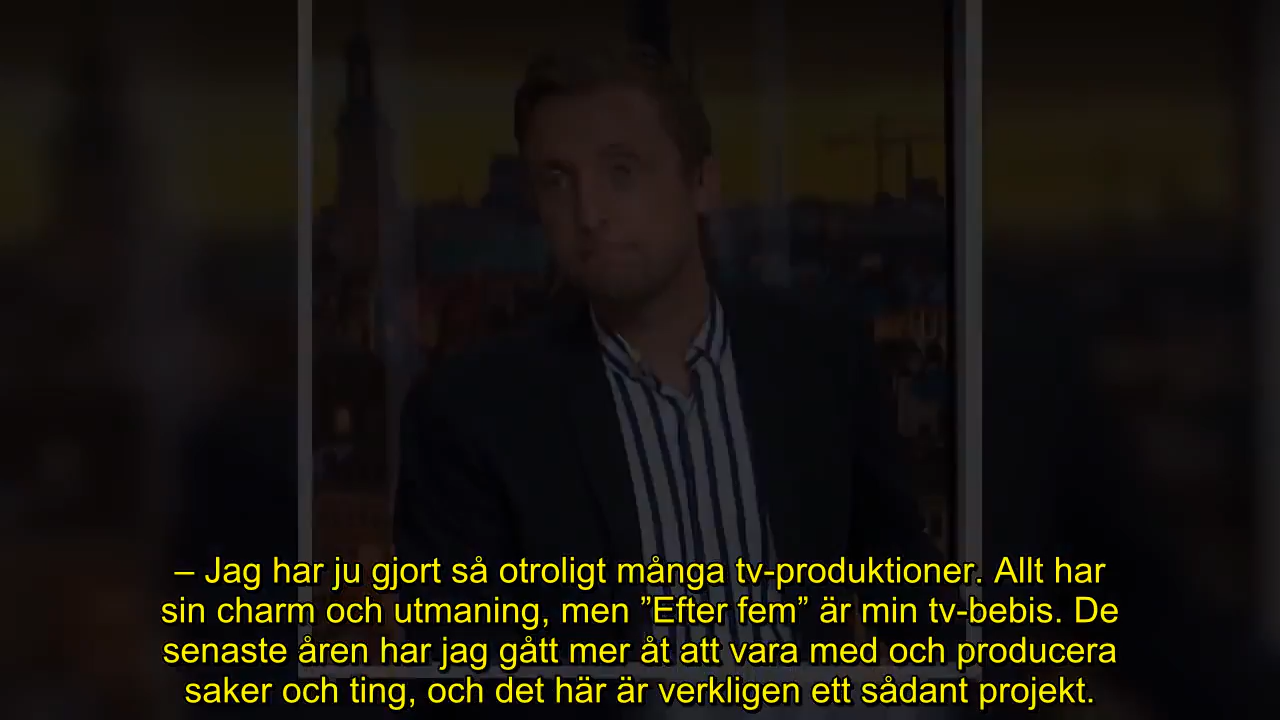 – Jag har ju gjort så otroligt många tv-produktioner. Allt har
sin charm och utmaning, men ”Efter fem” är min tv-bebis. De
senaste åren har jag gått mer åt att vara med och producera
saker och ting, och det här är verkligen ett sådant projekt.